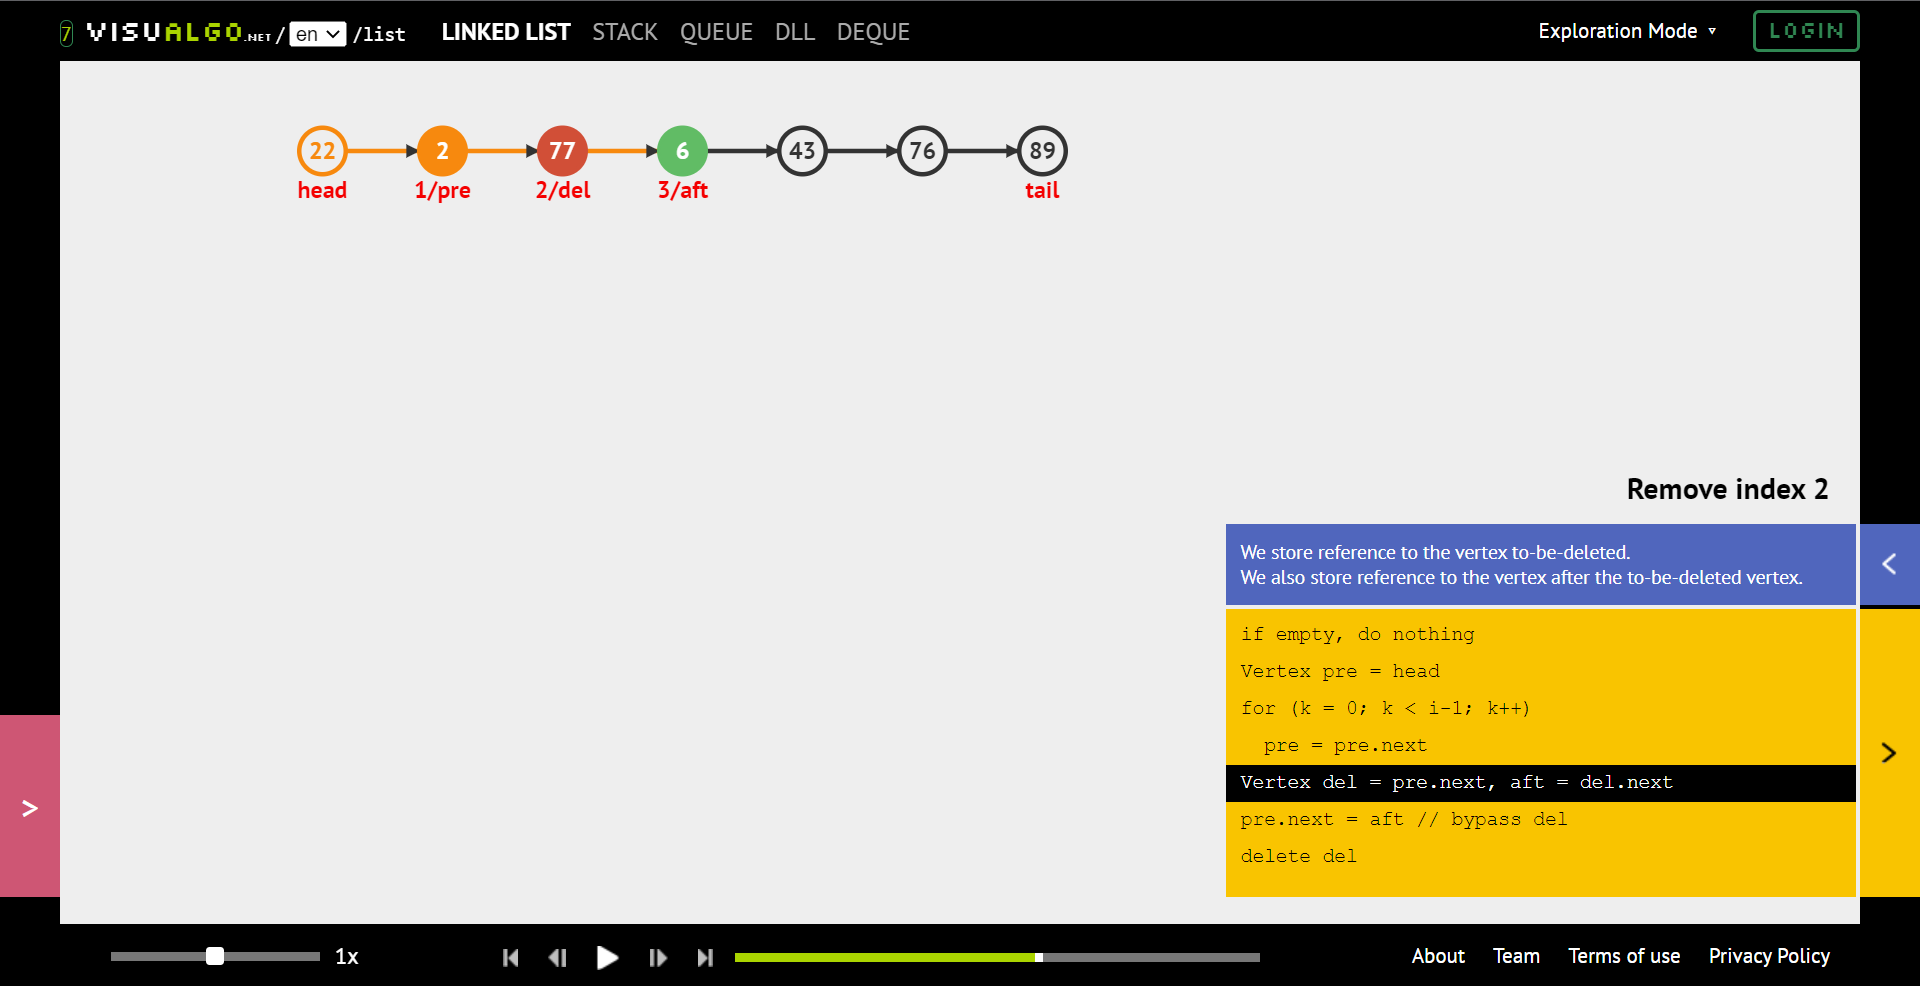 7 VISUALGO.NET / en /list LINKED LIST STACK QUEUE DLL DEQUE Exploration Mode ▾ LOGIN
22 2 77 6 43 76 89
head 1/pre 2/del 3/aft tail
Remove index 2
We store reference to the vertex to-be-deleted.
We also store reference to the vertex after the to-be-deleted vertex.
if empty, do nothing
Vertex pre = head
for (k = 0; k < i-1; k++)
pre = pre.next
Vertex del = pre.next, aft = del.next
pre.next = aft // bypass del
delete del
1x About Team Terms of use Privacy Policy